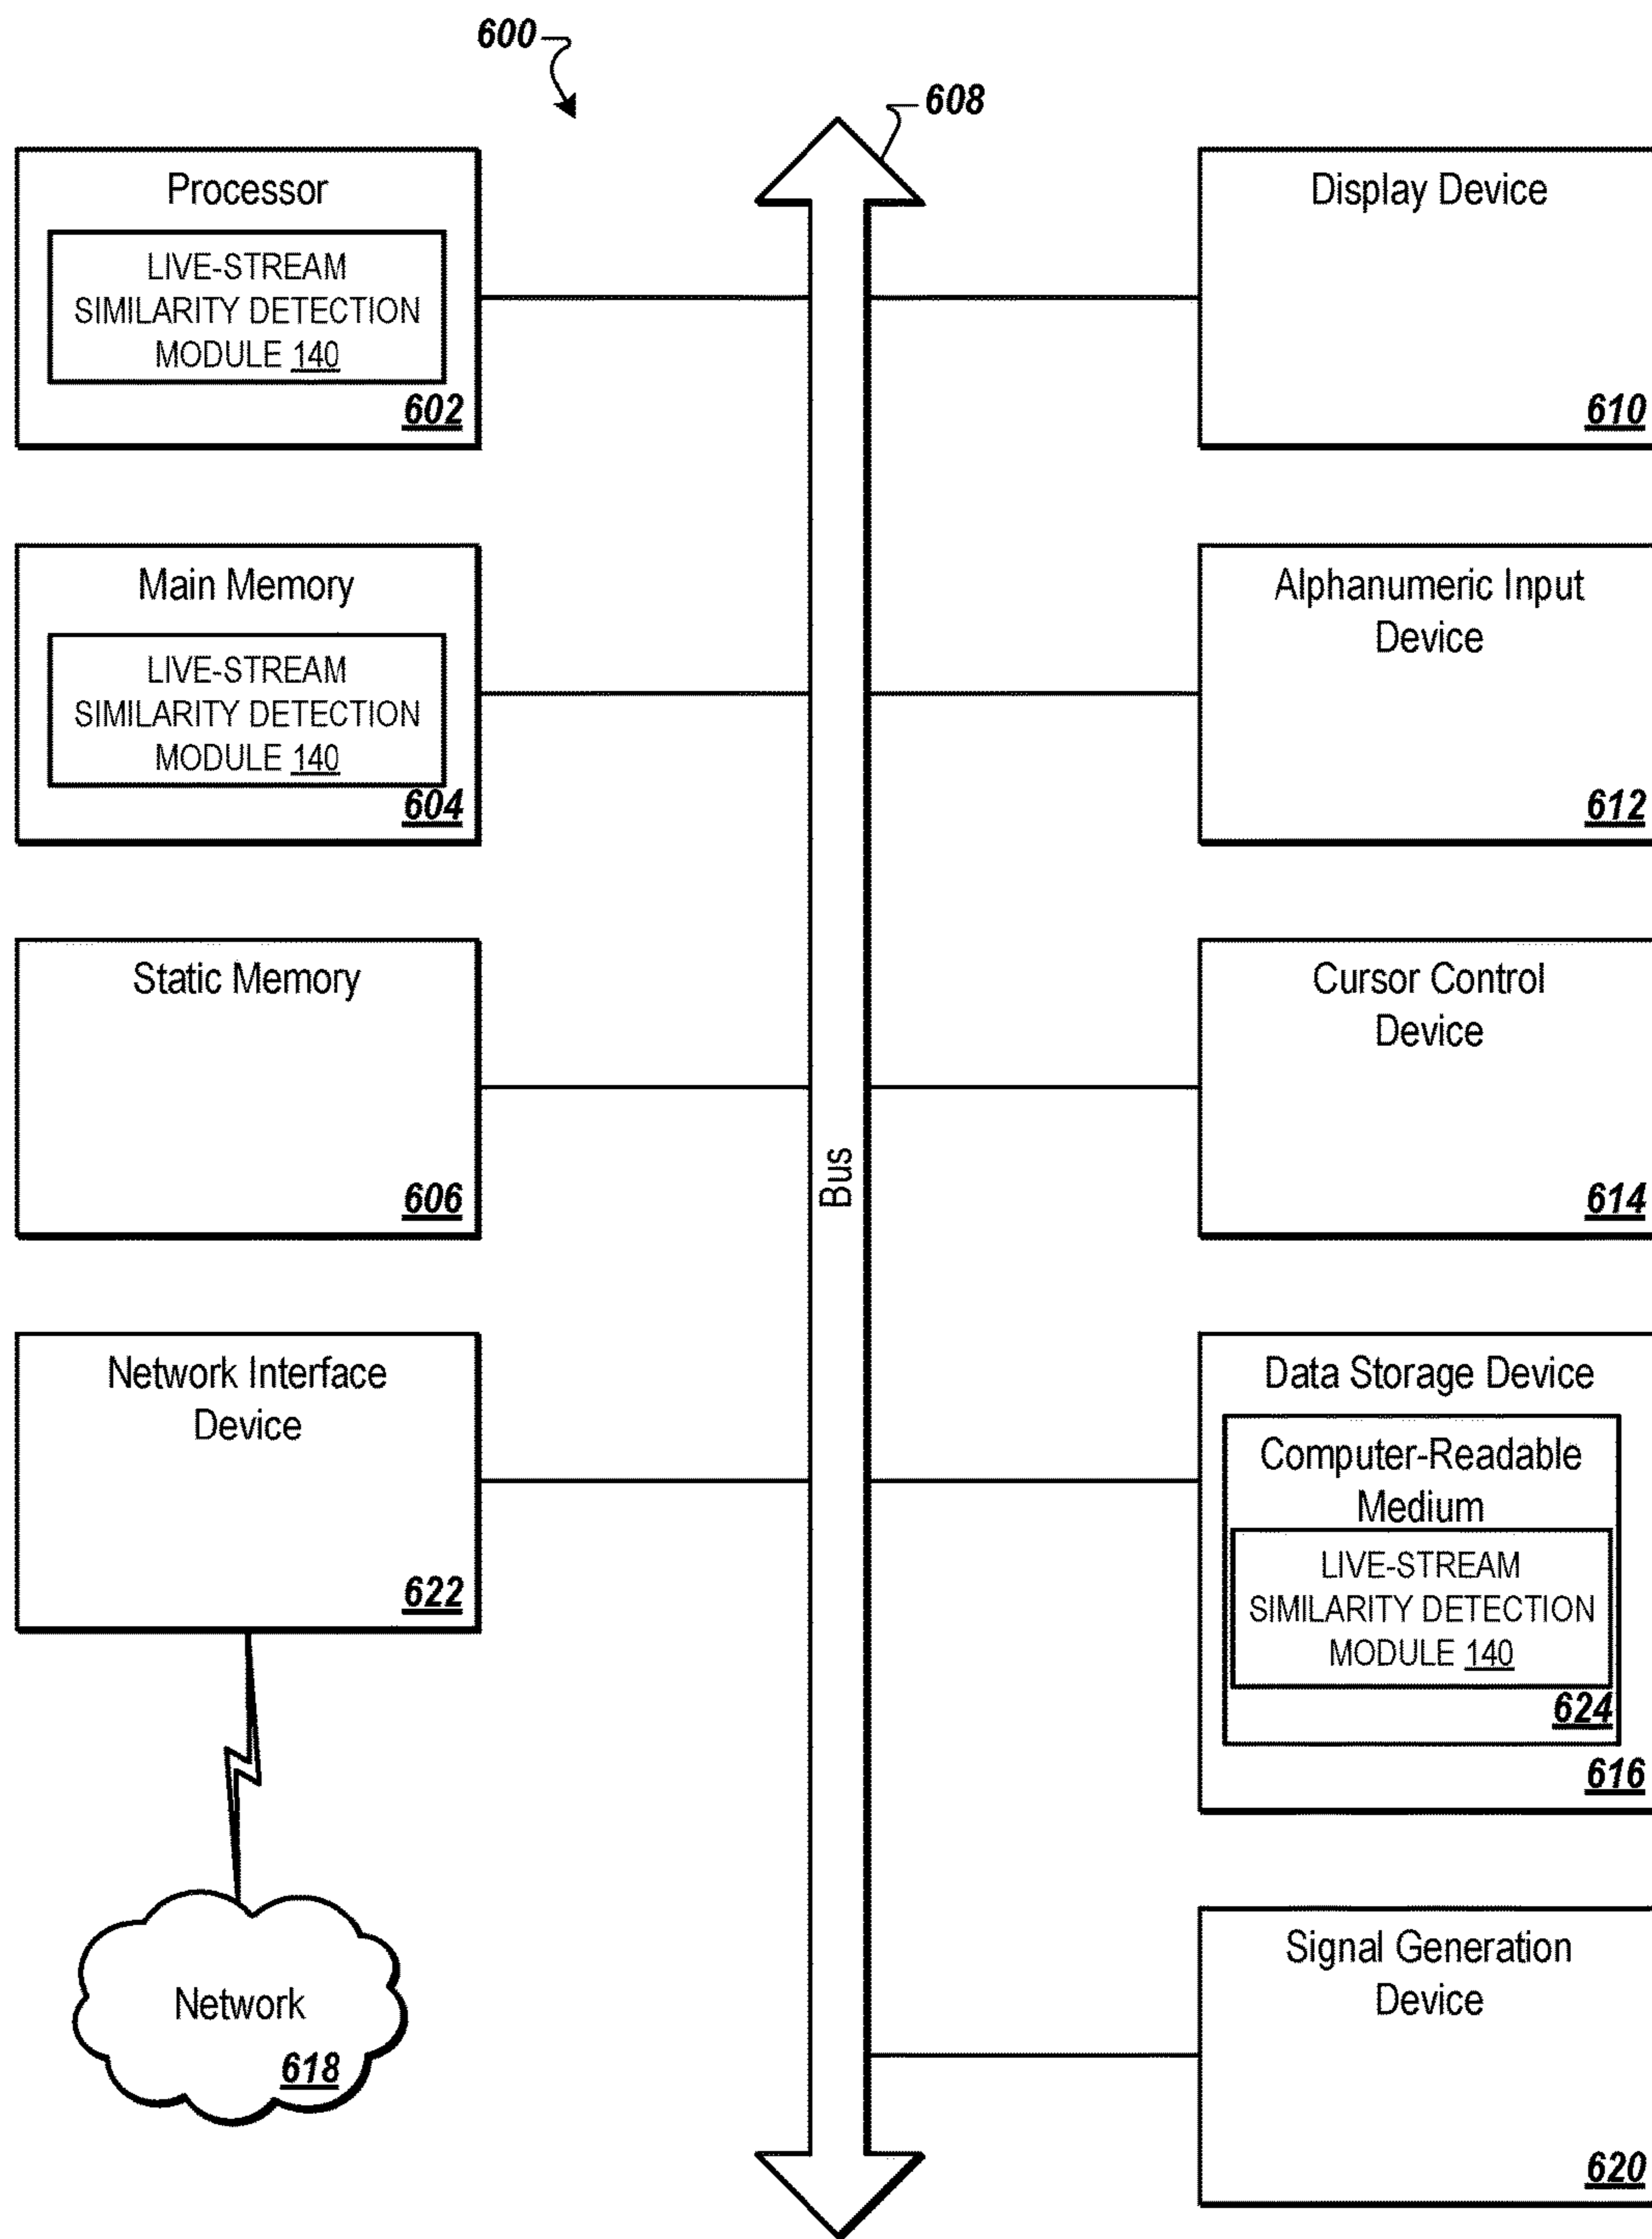 600
608
Processor
LIVE-STREAM
SIMILARITY DETECTION
MODULE 140
602
Display Device
610
Main Memory
LIVE-STREAM
SIMILARITY DETECTION
MODULE 140
604
Alphanumeric Input
Device
612
Static Memory
606
Cursor Control
Device
614
Bus
Network Interface
Device
622
Data Storage Device
Computer-Readable
Medium
LIVE-STREAM
SIMILARITY DETECTION
MODULE 140
624
616
Network
618
Signal Generation
Device
620